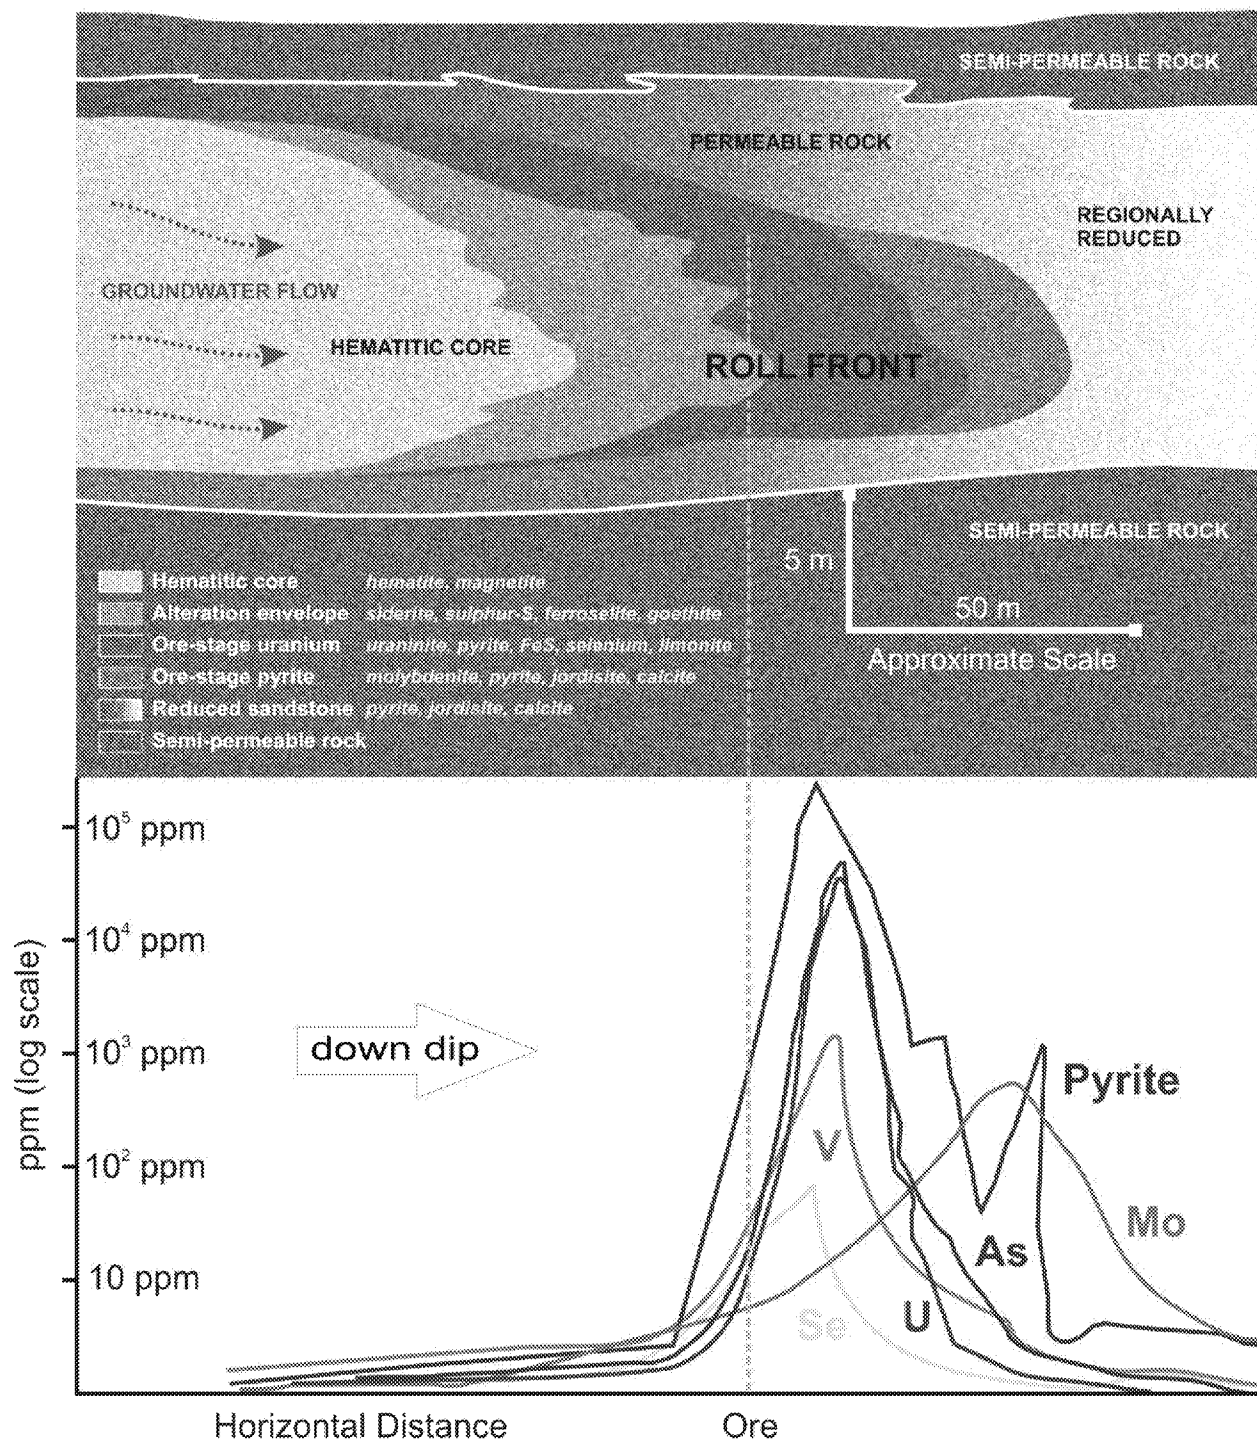 SEMI-PERMEABLE ROCK
PERMEABLE ROCK
REGIONALLY
REDUCED
GROUNDWATER FLOW
HEMATITIC CORE
ROLL FRONT
SEMI-PERMEABLE ROCK
5 m
50 m
Approximate Scale
Hematitic core hematite, magnetite
Alteration envelope siderite, sulphur-S, ferroselite, goethite
Ore-stage uranium uraninite, pyrite, FeS, selenium, limonite
Ore-stage pyrite molybdenite, pyrite, jordisite, calcite
Reduced sandstone pyrite, jordisite, calcite
Semi-permeable rock
10⁵ ppm
10⁴ ppm
10³ ppm
10² ppm
10 ppm
ppm (log scale)
down dip
Pyrite
V
Mo
As
U
Se
Horizontal Distance
Ore